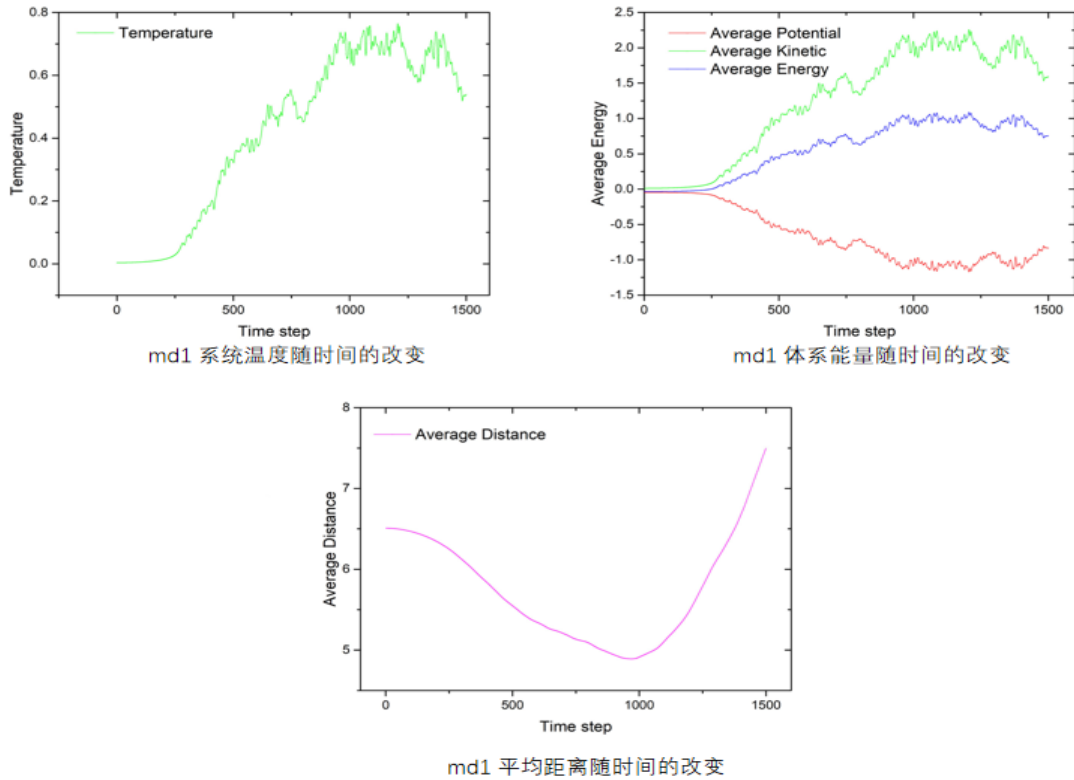 0.8
Temperature
0.6
0.4
0.2
0.0
Temperature
0
500
1000
1500
Time step
md1 系统温度随时间的改变
2.5
2.0
1.5
1.0
0.5
0.0
-0.5
-1.0
-1.5
Average Potential
Average Kinetic
Average Energy
Average Energy
0
250
500
750
1000
1250
1500
Time step
md1 体系能量随时间的改变
8
7
6
5
Average Distance
Average Distance
0
500
1000
1500
Time step
md1 平均距离随时间的改变